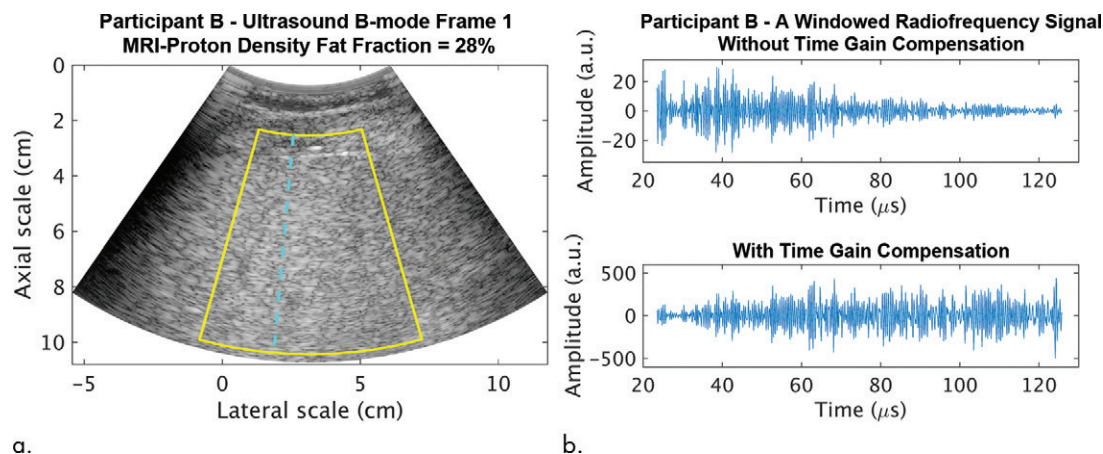 Participant B - Ultrasound B-mode Frame 1
MRI-Proton Density Fat Fraction = 28%
0
2
4
6
8
10
Axial scale (cm)
-5
0
5
10
Lateral scale (cm)
a.
Participant B - A Windowed Radiofrequency Signal
Without Time Gain Compensation
20
0
-20
Amplitude (a.u.)
20
40
60
80
100
120
Time (μs)
With Time Gain Compensation
500
0
-500
Amplitude (a.u.)
20
40
60
80
100
120
Time (μs)
b.